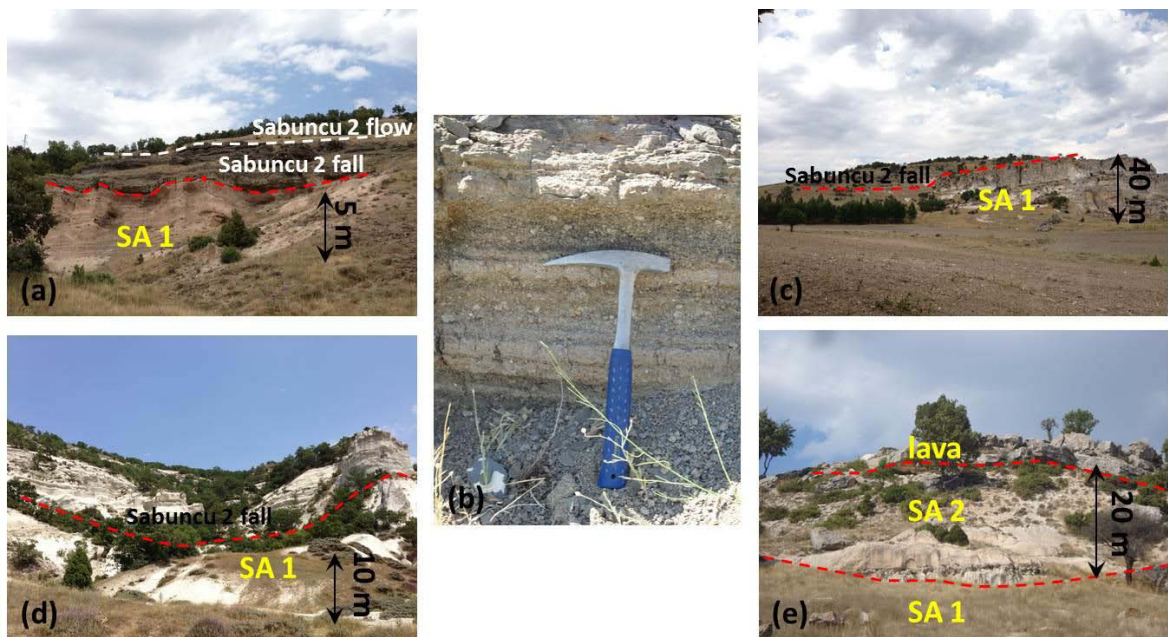 Sabuncu 2 flow
Sabuncu 2 fall
SA 1
5 m
(a)
(b)
Sabuncu 2 fall
SA 1
40 m
(c)
Sabuncu 2 fall
SA 1
10 m
(d)
lava
SA 2
20 m
SA 1
(e)